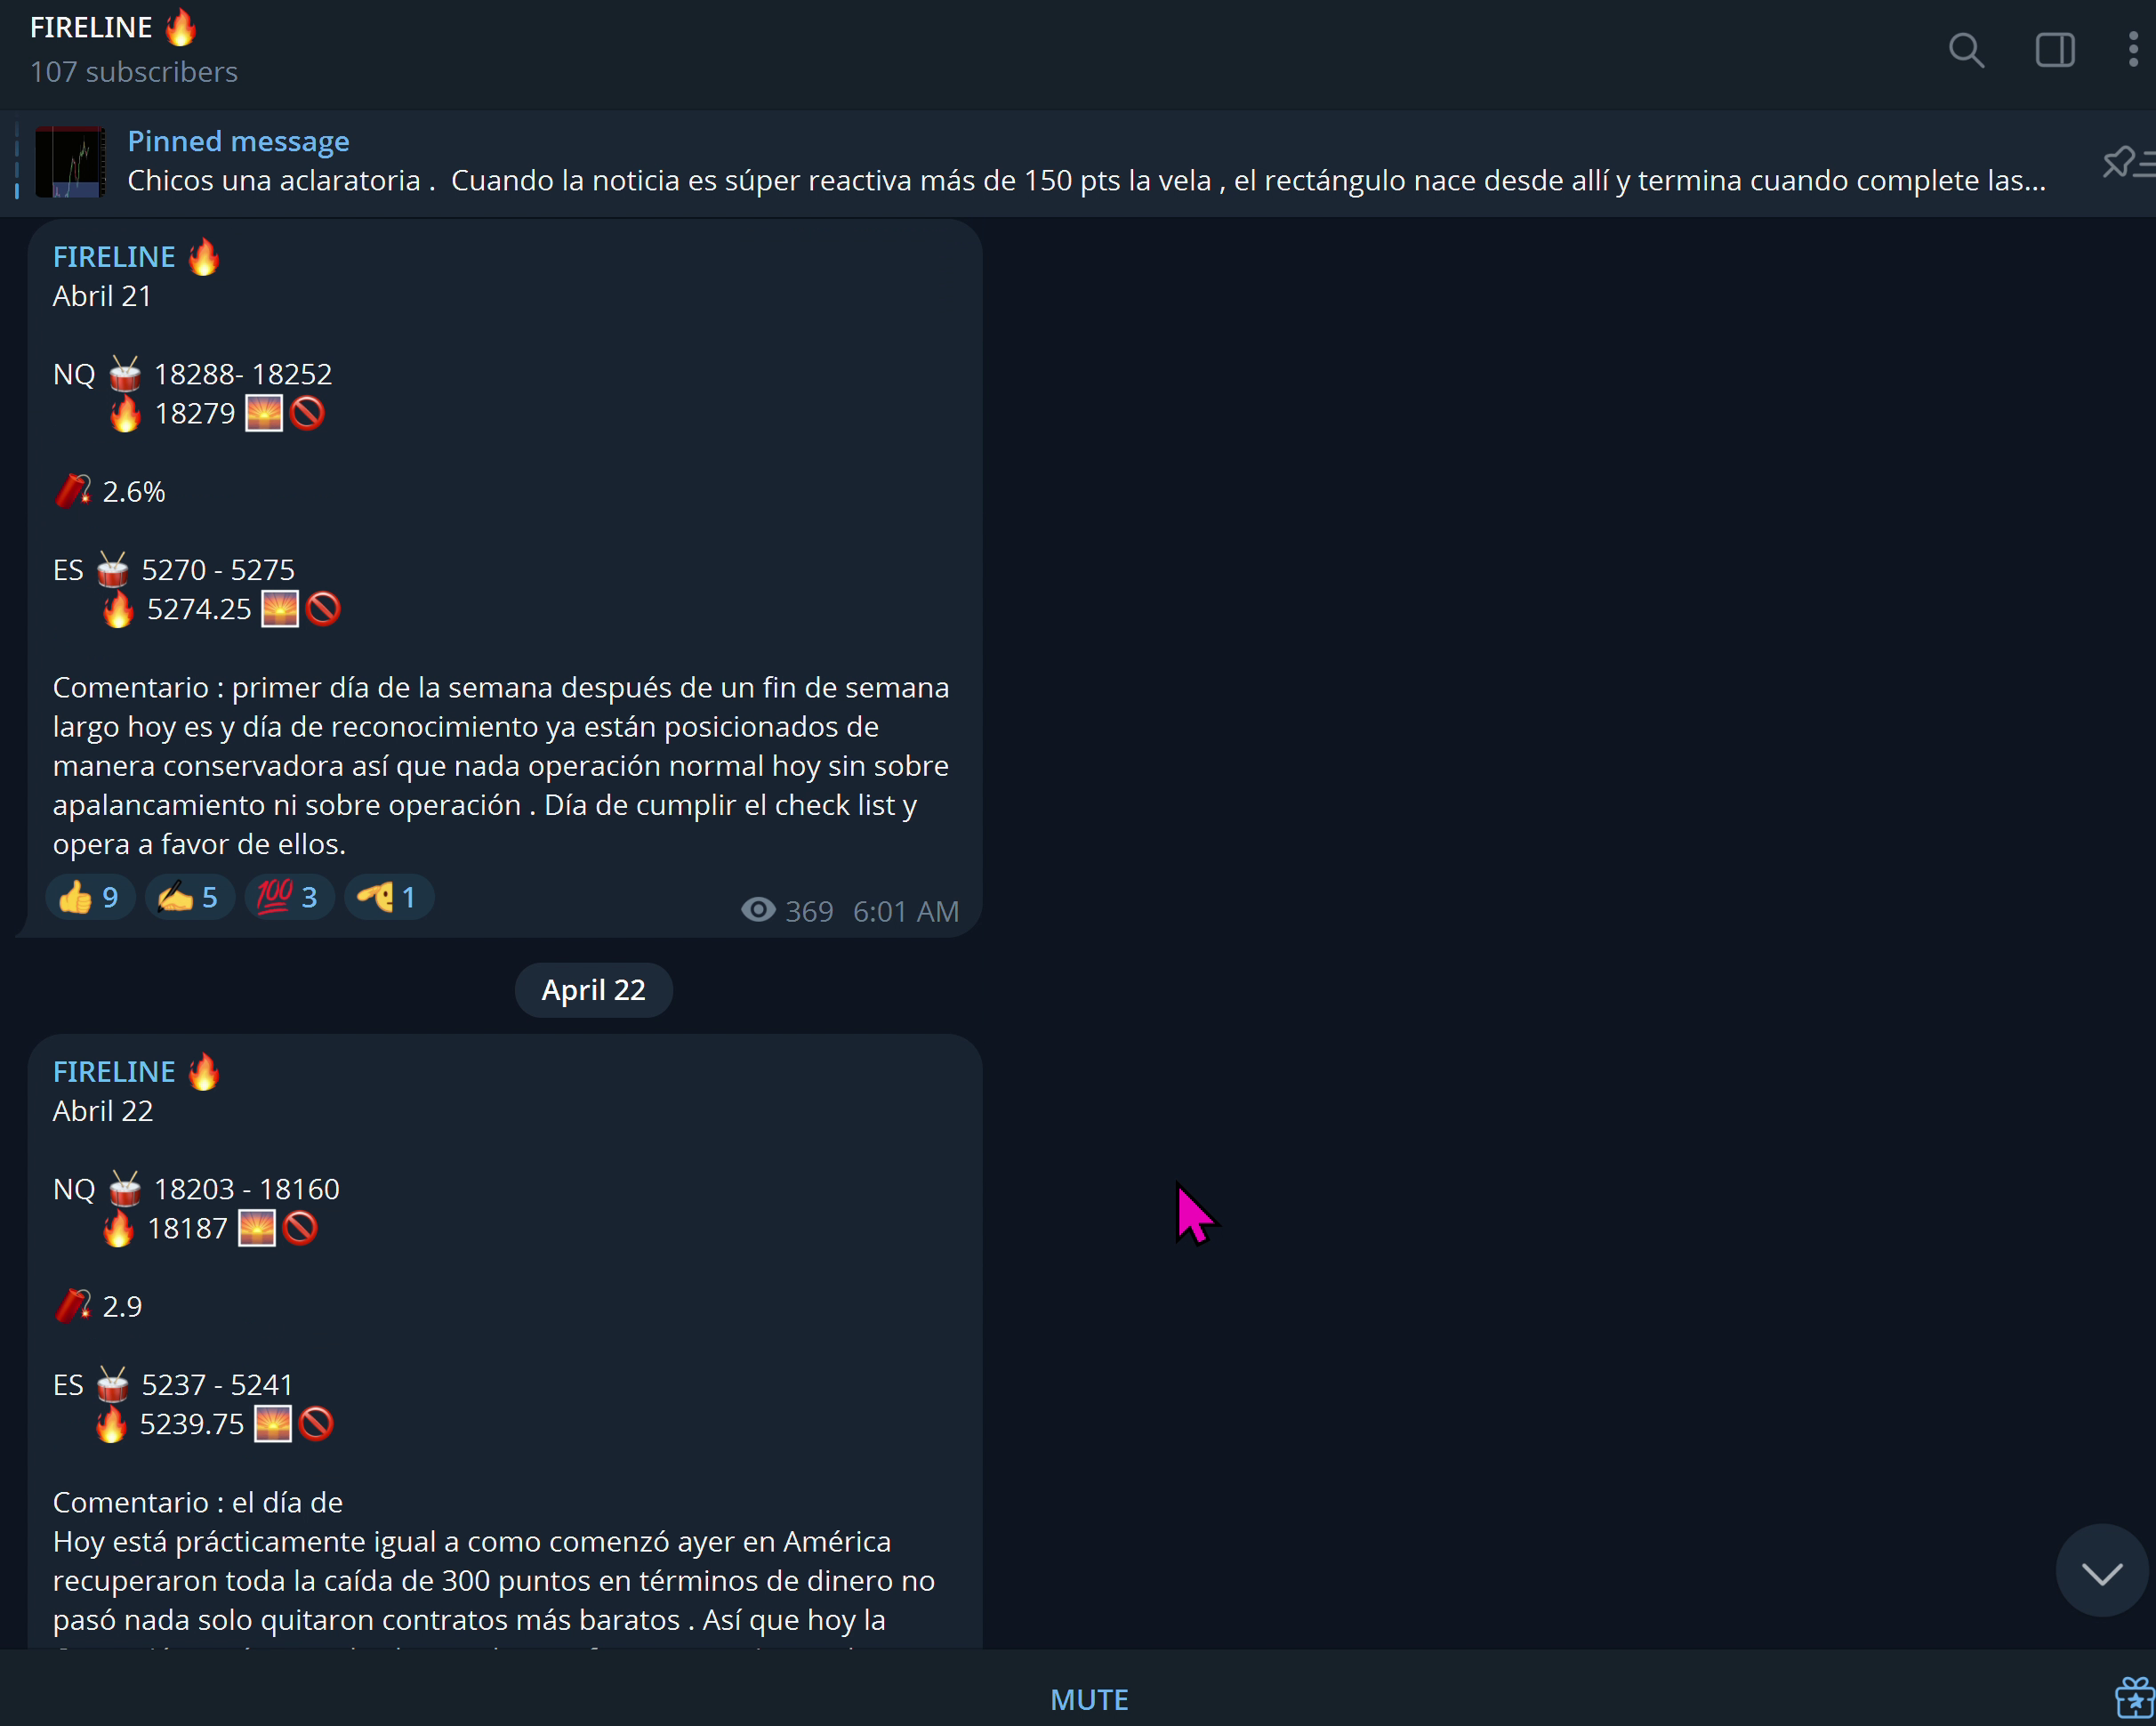 FIRELINE 🔥
107 subscribers
Pinned message
Chicos una aclaratoria .  Cuando la noticia es súper reactiva más de 150 pts la vela , el rectángulo nace desde allí y termina cuando complete las...
FIRELINE 🔥
Abril 21
NQ 🥁 18288- 18252
🔥 18279 🌅🚫
🧨 2.6%
ES 🥁 5270 - 5275
🔥 5274.25 🌅🚫
Comentario : primer día de la semana después de un fin de semana
largo hoy es y día de reconocimiento ya están posicionados de
manera conservadora así que nada operación normal hoy sin sobre
apalancamiento ni sobre operación . Día de cumplir el check list y
opera a favor de ellos.
👍 9 ✍️ 5 💯 3 🫡 1 369 6:01 AM
April 22
FIRELINE 🔥
Abril 22
NQ 🥁 18203 - 18160
🔥 18187 🌅🚫
🧨 2.9
ES 🥁 5237 - 5241
🔥 5239.75 🌅🚫
Comentario : el día de
Hoy está prácticamente igual a como comenzó ayer en América
recuperaron toda la caída de 300 puntos en términos de dinero no
pasó nada solo quitaron contratos más baratos . Así que hoy la
MUTE